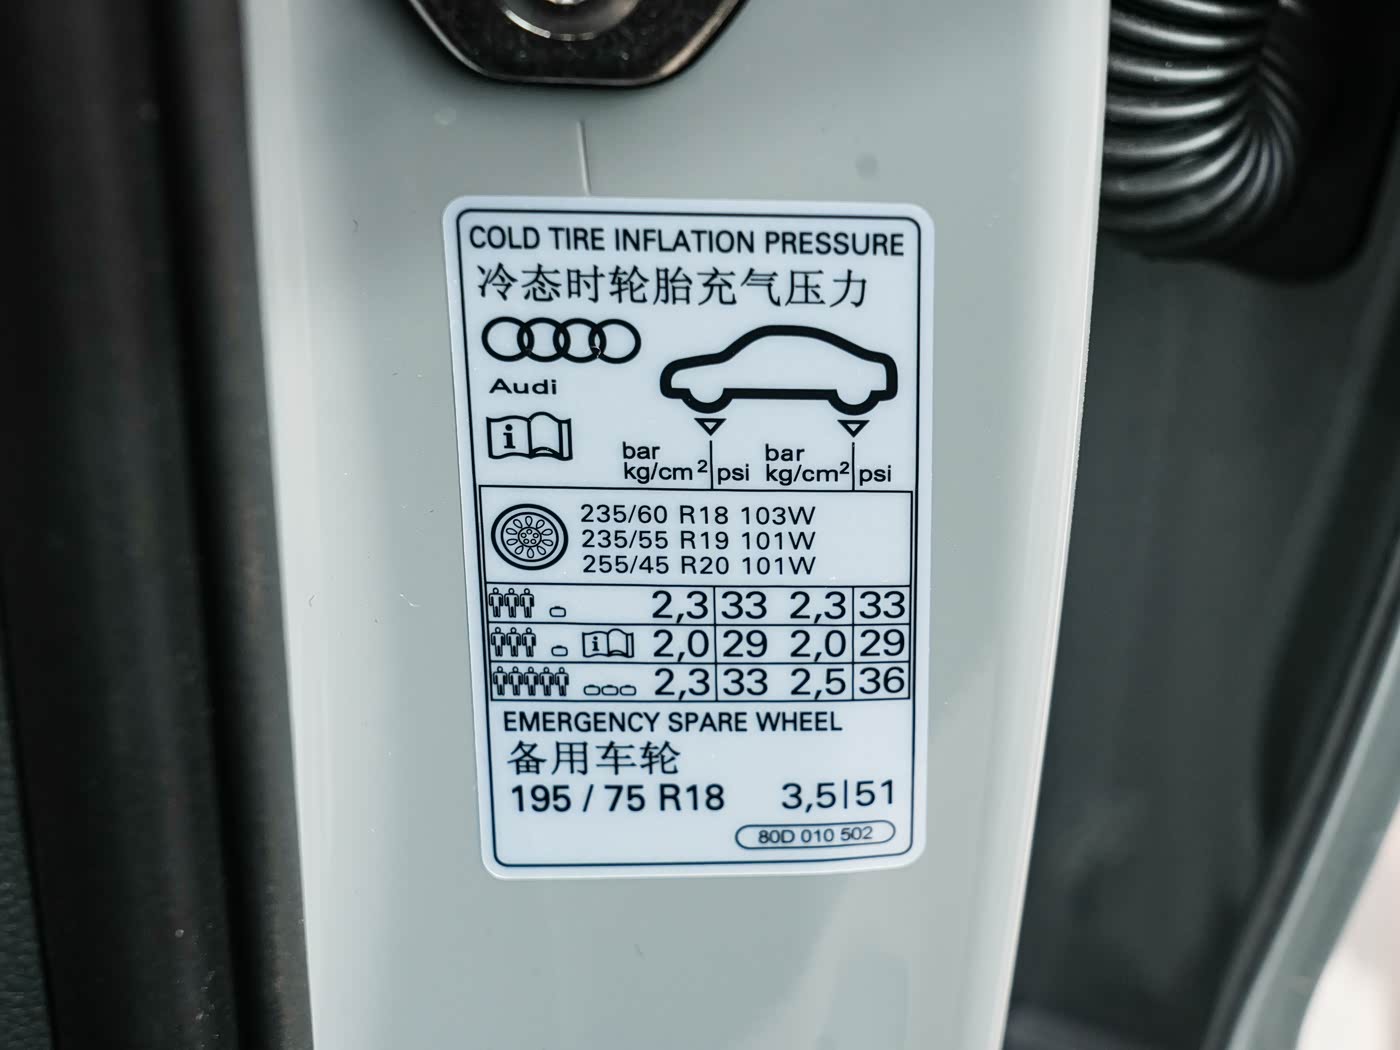 COLD TIRE INFLATION PRESSURE
冷态时轮胎充气压力
Audi
i
bar psi bar psi
kg/cm² kg/cm²
235/60 R18 103W
235/55 R19 101W
255/45 R20 101W
2,3 33 2,3 33
i 2,0 29 2,0 29
2,3 33 2,5 36
EMERGENCY SPARE WHEEL
备用车轮
195 / 75 R18 3,5|51
80D 010 502